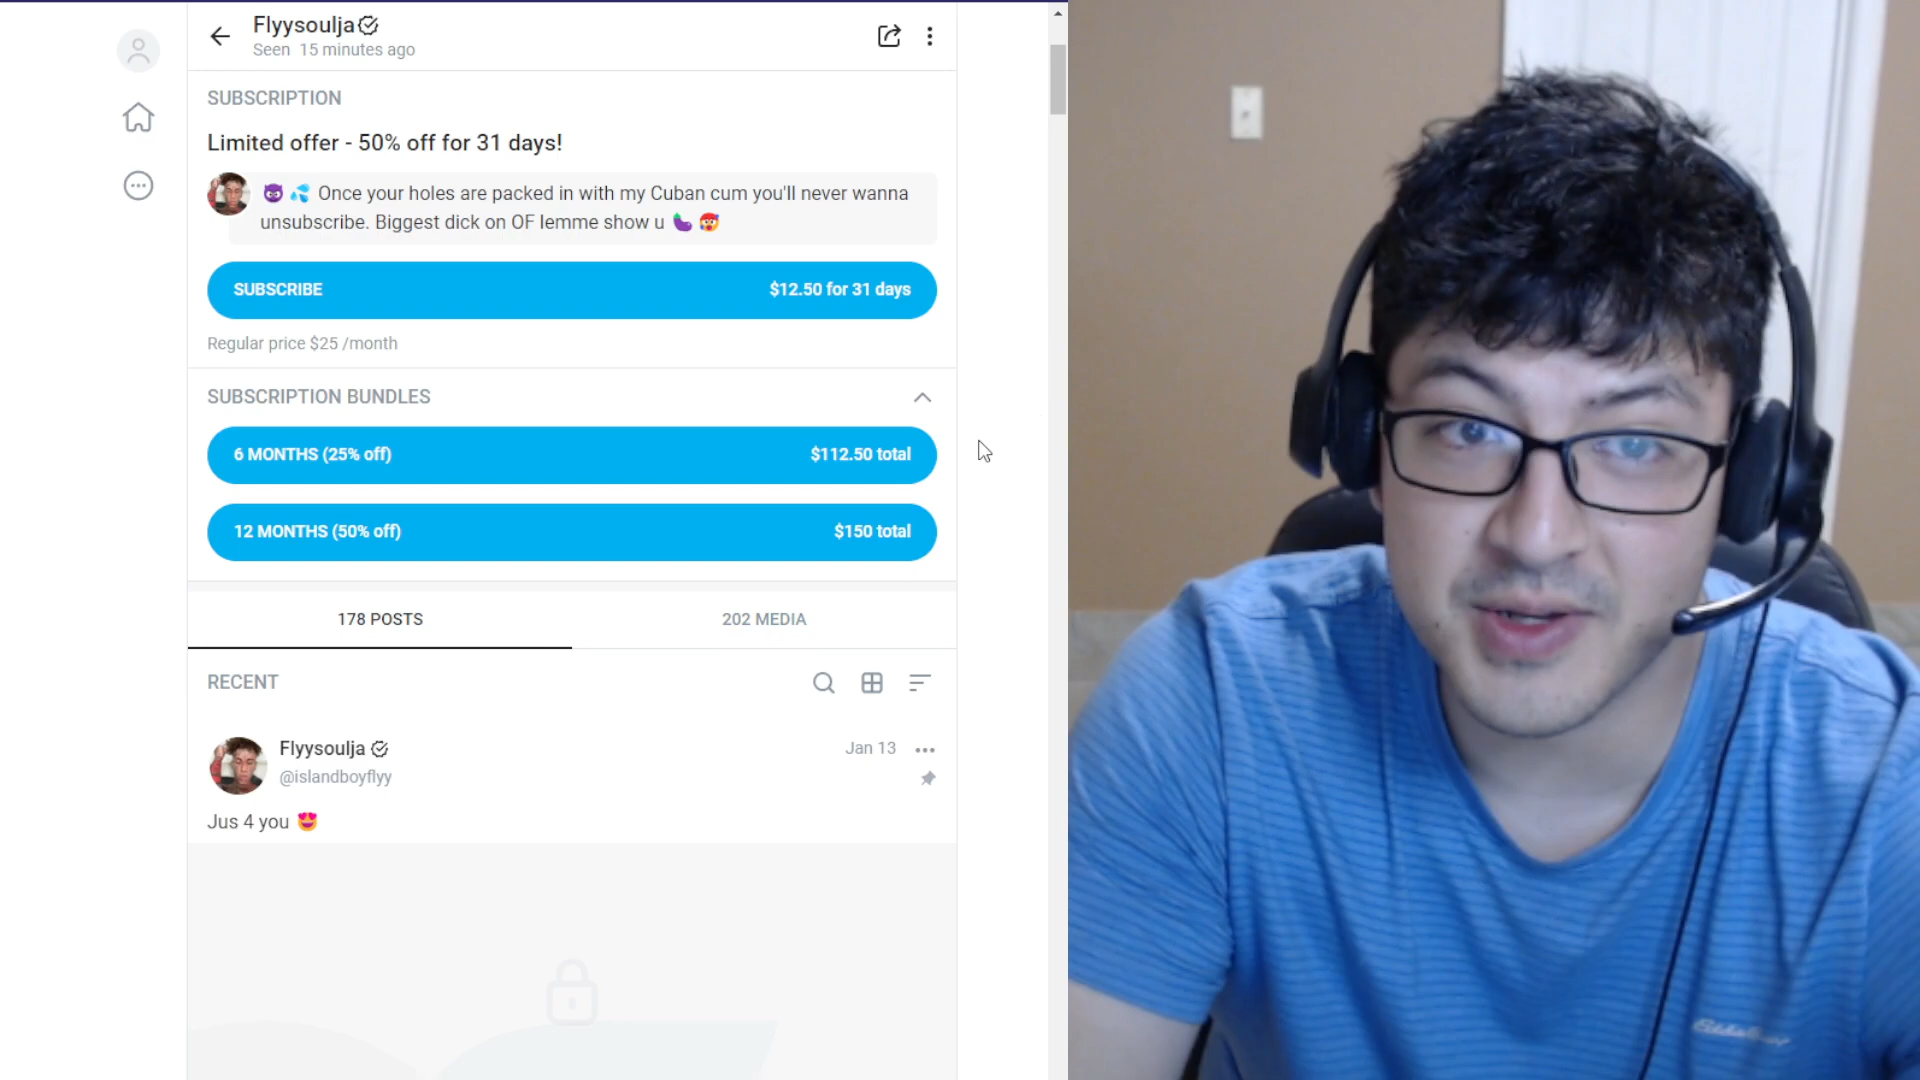 Flyysoulja
Seen 15 minutes ago
SUBSCRIPTION
Limited offer - 50% off for 31 days!
😈 💦 Once your holes are packed in with my Cuban cum you'll never wanna
unsubscribe. Biggest dick on OF lemme show u 🍆 🥵
SUBSCRIBE $12.50 for 31 days
Regular price $25 /month
SUBSCRIPTION BUNDLES
6 MONTHS (25% off) $112.50 total
12 MONTHS (50% off) $150 total
178 POSTS 202 MEDIA
RECENT
Flyysoulja Jan 13
@islandboyflyy
Jus 4 you 😍